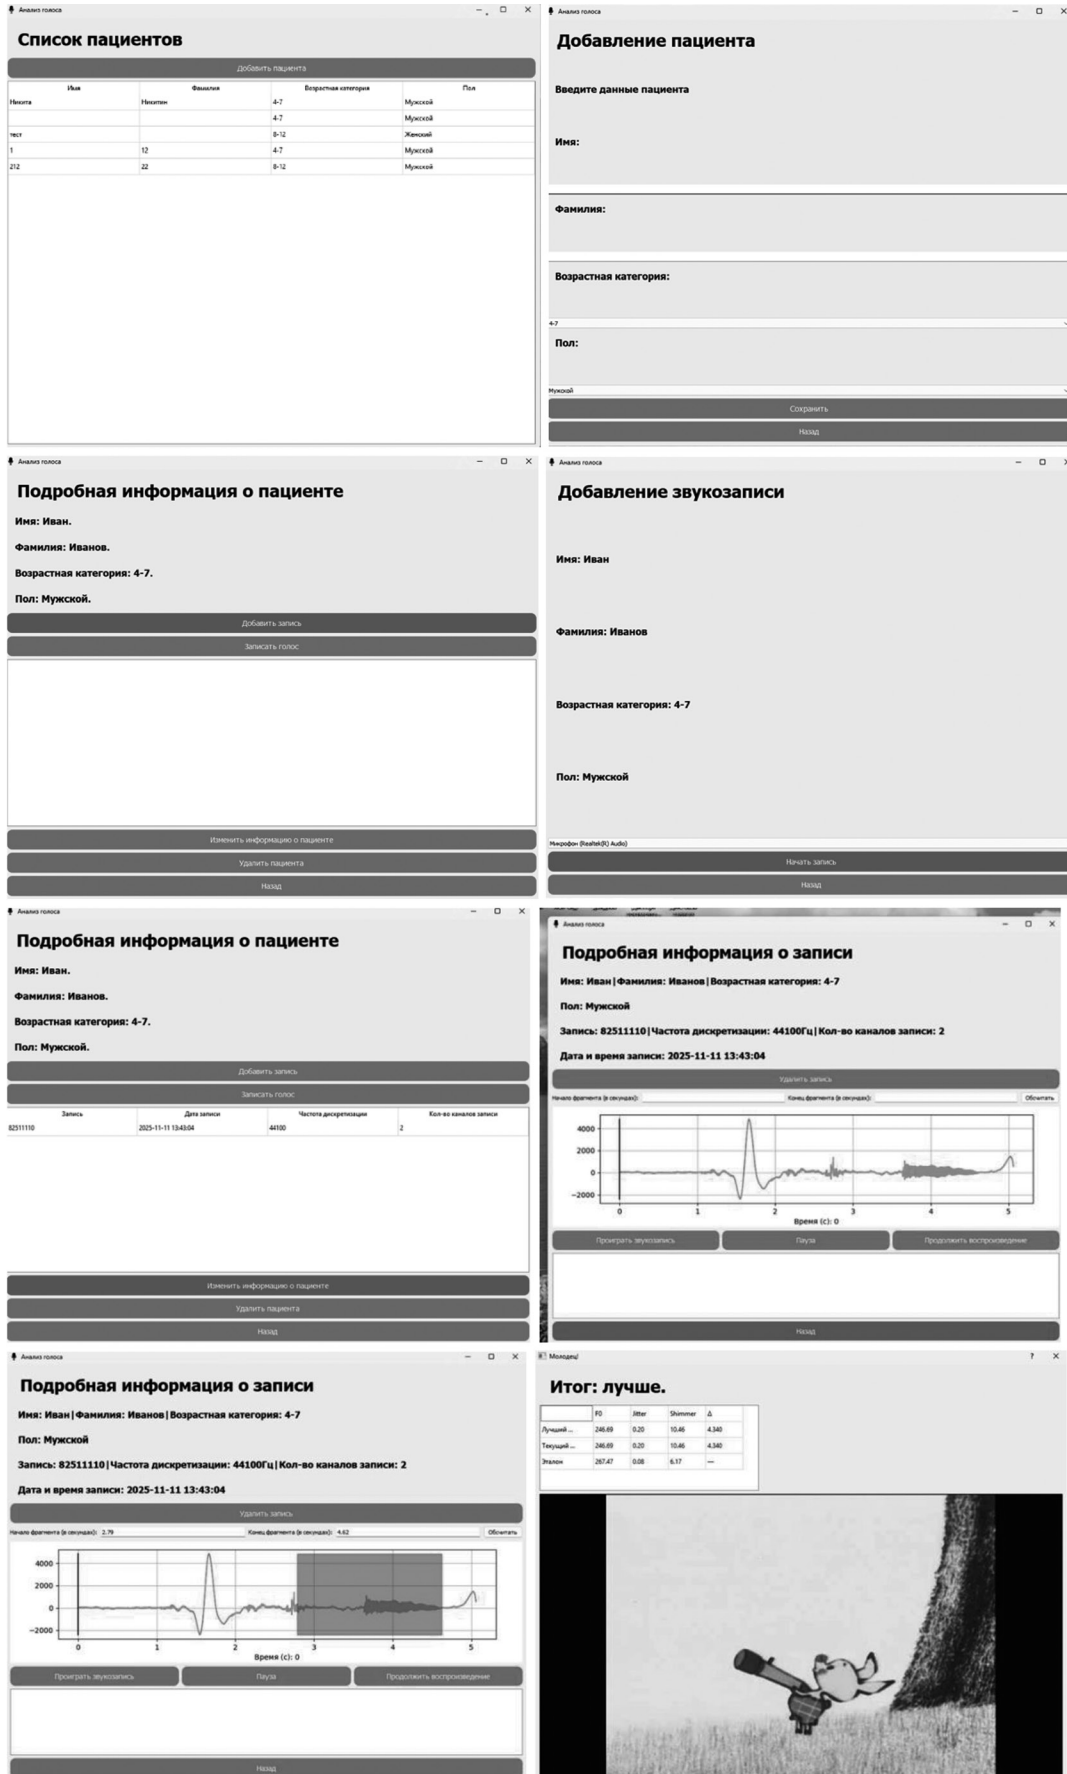 Анализ голоса
Список пациентов
Добавить пациента
Имя Фамилия Возрастная категория Пол
Никита Никитин 4-7 Мужской
4-7 Мужской
тест 8-12 Женский
1 12 4-7 Мужской
212 22 8-12 Мужской
Анализ голоса
Добавление пациента
Введите данные пациента
Имя:
Фамилия:
Возрастная категория:
4-7
Пол:
Мужской
Сохранить
Назад
Анализ голоса
Подробная информация о пациенте
Имя: Иван.
Фамилия: Иванов.
Возрастная категория: 4-7.
Пол: Мужской.
Добавить запись
Записать голос
Изменить информацию о пациенте
Удалить пациента
Назад
Анализ голоса
Добавление звукозаписи
Имя: Иван
Фамилия: Иванов
Возрастная категория: 4-7
Пол: Мужской
Микрофон (Realtek(R) Audio)
Начать запись
Назад
Анализ голоса
Подробная информация о пациенте
Имя: Иван.
Фамилия: Иванов.
Возрастная категория: 4-7.
Пол: Мужской.
Добавить запись
Записать голос
Запись Дата записи Частота дискретизации Кол-во каналов записи
82511110 2025-11-11 13:43:04 44100 2
Изменить информацию о пациенте
Удалить пациента
Назад
Анализ голоса
Подробная информация о записи
Имя: Иван|Фамилия: Иванов|Возрастная категория: 4-7
Пол: Мужской
Запись: 82511110|Частота дискретизации: 44100Гц|Кол-во каналов записи: 2
Дата и время записи: 2025-11-11 13:43:04
Удалить запись
Начало фрагмента (в секундах): Конец фрагмента (в секундах): Обсчитать
4000
2000
0
−2000
0 1 2 3 4 5
Время (с): 0
Проиграть звукозапись Пауза Продолжить воспроизведение
Назад
Анализ голоса
Подробная информация о записи
Имя: Иван|Фамилия: Иванов|Возрастная категория: 4-7
Пол: Мужской
Запись: 82511110|Частота дискретизации: 44100Гц|Кол-во каналов записи: 2
Дата и время записи: 2025-11-11 13:43:04
Удалить запись
Начало фрагмента (в секундах): 2.79 Конец фрагмента (в секундах): 4.62 Обсчитать
4000
2000
0
−2000
0 1 2 3 4 5
Время (с): 0
Проиграть звукозапись Пауза Продолжить воспроизведение
Назад
Молодец!
Итог: лучше.
F0 Jitter Shimmer Δ
Лучший ... 246.69 0.20 10.46 4.340
Текущий ... 246.69 0.20 10.46 4.340
Эталон 267.47 0.08 6.17 —